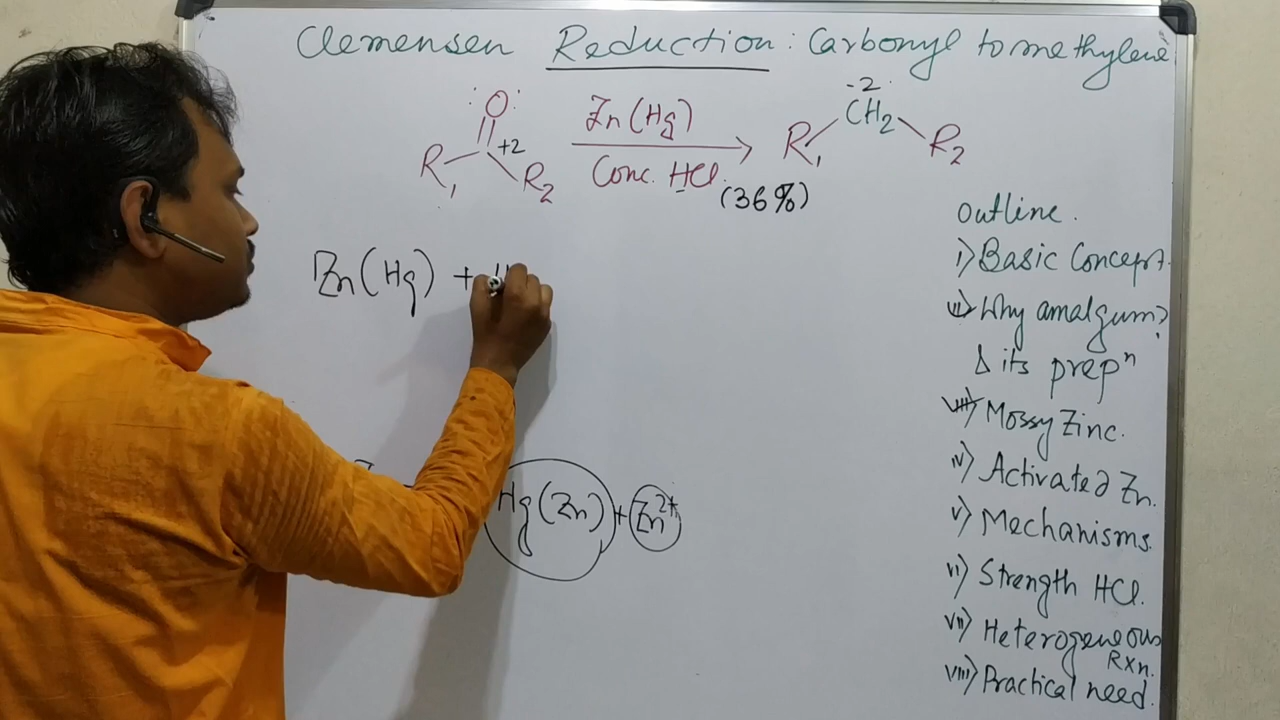 Clemensen Reduction: Carbonyl to methylene
:O:
R1 +2 R2
Zn(Hg)
Conc. HCl.
(36%)
-2
R1 CH2 R2
Zn(Hg) +
Hg(Zn) + Zn2+
Outline.
i) Basic Concept.
ii) Why amalgum?
& its prepn
iii) Mossy Zinc.
iv) Activated Zn.
v) Mechanisms.
vi) Strength HCl.
vii) Heterogeneous
Rxn.
viii) Practical need.